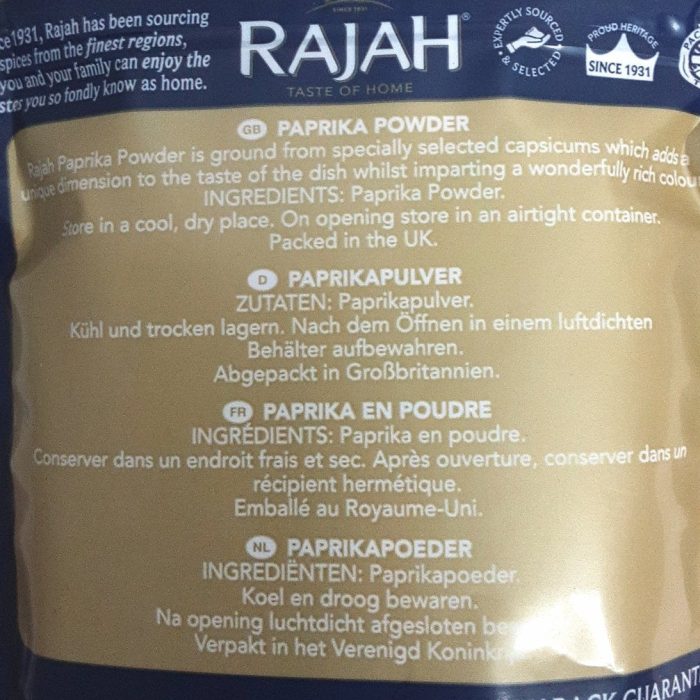 SINCE 1931
1931, Rajah has been sourcing
spices from the finest regions,
you and your family can enjoy the
you so fondly know as home.
RAJAH®
TASTE OF HOME
EXPERTLY SOURCED
& SELECTED
PROUD HERITAGE
SINCE 1931
GB PAPRIKA POWDER
Rajah Paprika Powder is ground from specially selected capsicums which adds a
unique dimension to the taste of the dish whilst imparting a wonderfully rich
INGREDIENTS: Paprika Powder.
Store in a cool, dry place. On opening store in an airtight container.
Packed in the UK.
D PAPRIKAPULVER
ZUTATEN: Paprikapulver.
Kühl und trocken lagern. Nach dem Öffnen in einem luftdichten
Behälter aufbewahren.
Abgepackt in Großbritannien.
FR PAPRIKA EN POUDRE
INGRÉDIENTS: Paprika en poudre.
Conserver dans un endroit frais et sec. Après ouverture, conserver dans un
récipient hermétique.
Emballé au Royaume-Uni.
NL PAPRIKAPOEDER
INGREDIËNTEN: Paprikapoeder.
Koel en droog bewaren.
Na opening luchtdicht afgesloten
Verpakt in het Verenigd